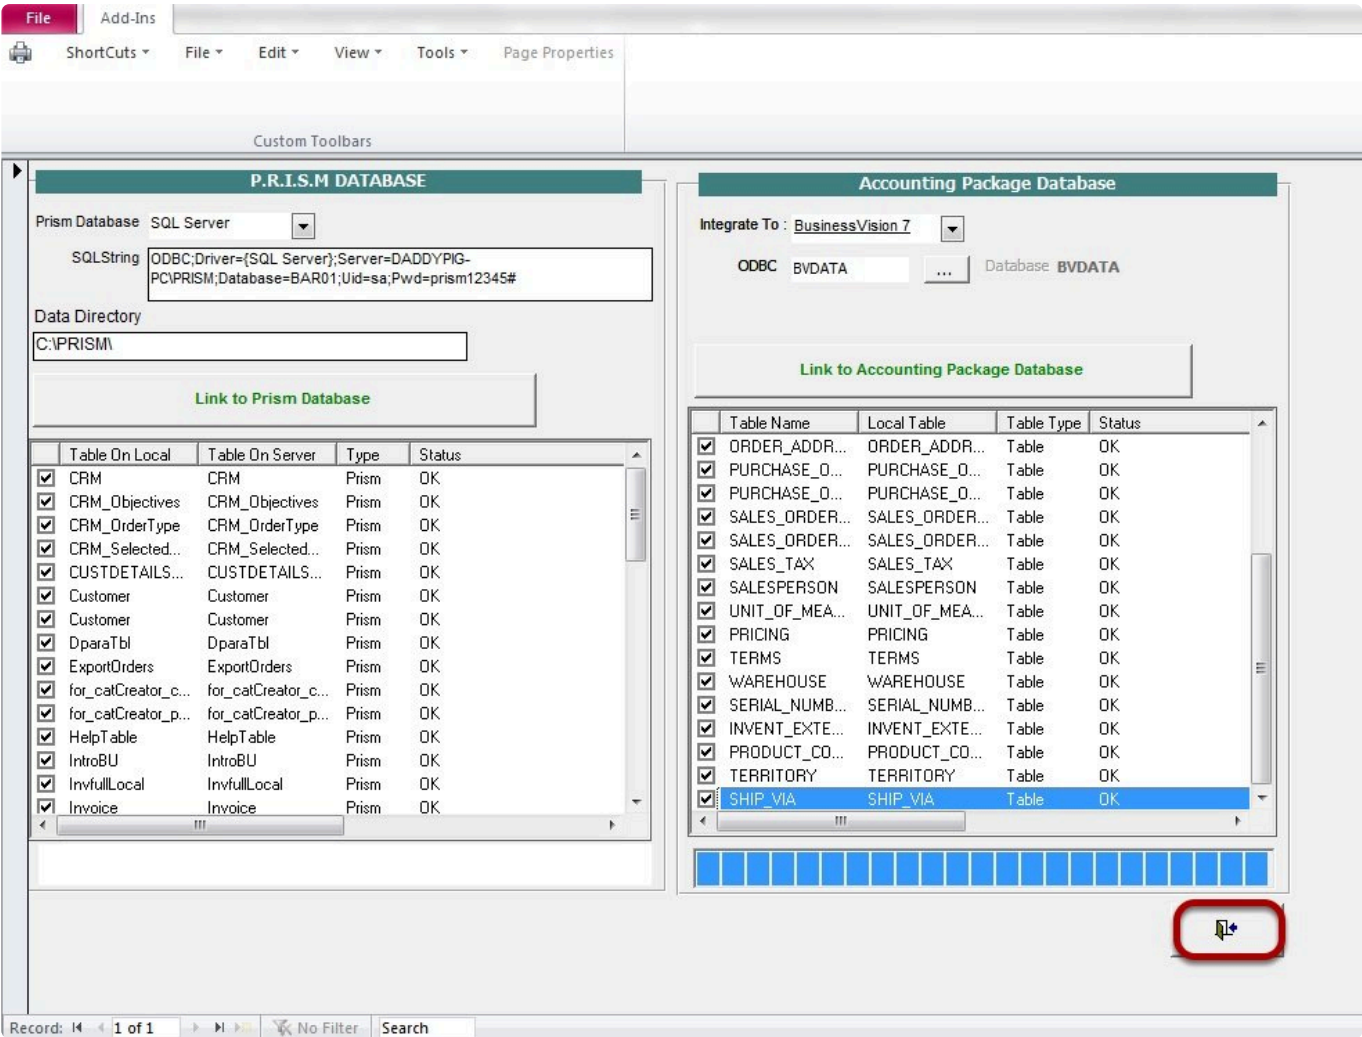 File Add-Ins
ShortCuts File Edit View Tools Page Properties
Custom Toolbars
P.R.I.S.M DATABASE
Prism Database SQL Server
SQLString ODBC;Driver={SQL Server};Server=DADDYPIG-
PC\PRISM;Database=BAR01;Uid=sa;Pwd=prism12345#
Data Directory
C:\PRISM\
Link to Prism Database
Table On Local Table On Server Type Status
CRM CRM Prism OK
CRM_Objectives CRM_Objectives Prism OK
CRM_OrderType CRM_OrderType Prism OK
CRM_Selected... CRM_Selected... Prism OK
CUSTDETAILS... CUSTDETAILS... Prism OK
Customer Customer Prism OK
Customer Customer Prism OK
DparaTbl DparaTbl Prism OK
ExportOrders ExportOrders Prism OK
for_catCreator_c... for_catCreator_c... Prism OK
for_catCreator_p... for_catCreator_p... Prism OK
HelpTable HelpTable Prism OK
IntroBU IntroBU Prism OK
InvfullLocal InvfullLocal Prism OK
Invoice Invoice Prism OK
Accounting Package Database
Integrate To : BusinessVision 7
ODBC BVDATA ... Database BVDATA
Link to Accounting Package Database
Table Name Local Table Table Type Status
ORDER_ADDR... ORDER_ADDR... Table OK
PURCHASE_O... PURCHASE_O... Table OK
PURCHASE_O... PURCHASE_O... Table OK
SALES_ORDER... SALES_ORDER... Table OK
SALES_ORDER... SALES_ORDER... Table OK
SALES_TAX SALES_TAX Table OK
SALESPERSON SALESPERSON Table OK
UNIT_OF_MEA... UNIT_OF_MEA... Table OK
PRICING PRICING Table OK
TERMS TERMS Table OK
WAREHOUSE WAREHOUSE Table OK
SERIAL_NUMB... SERIAL_NUMB... Table OK
INVENT_EXTE... INVENT_EXTE... Table OK
PRODUCT_CO... PRODUCT_CO... Table OK
TERRITORY TERRITORY Table OK
SHIP_VIA SHIP_VIA Table OK
Record: 1 of 1 No Filter Search